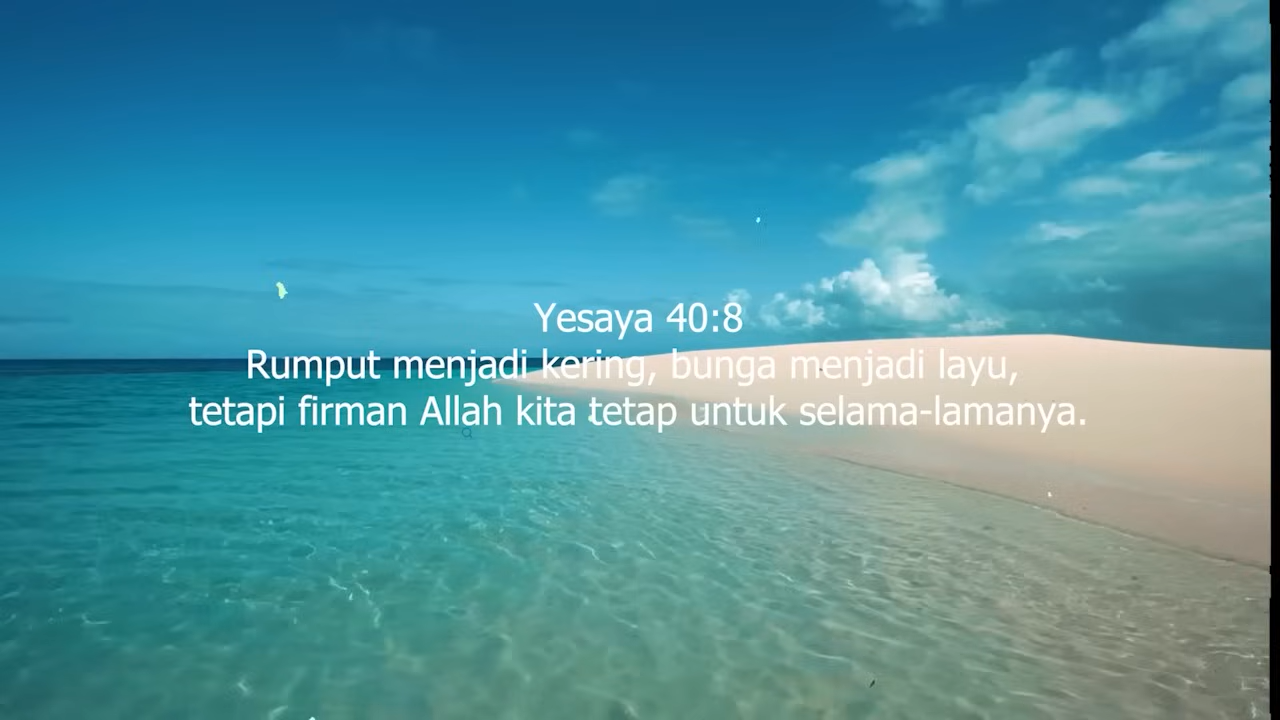 Yesaya 40:8
Rumput menjadi kering, bunga menjadi layu,
tetapi firman Allah kita tetap untuk selama-lamanya.